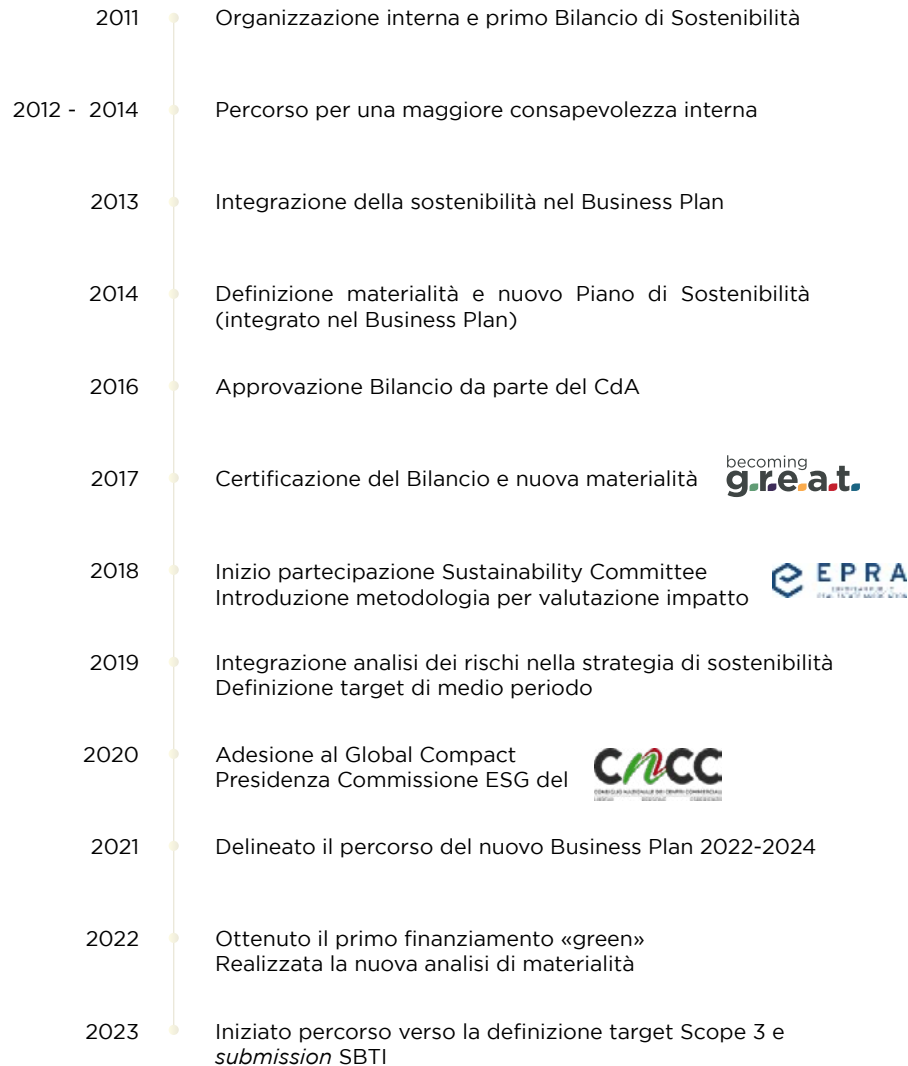 2011 Organizzazione interna e primo Bilancio di Sostenibilità
2012 - 2014 Percorso per una maggiore consapevolezza interna
2013 Integrazione della sostenibilità nel Business Plan
2014 Definizione materialità e nuovo Piano di Sostenibilità
(integrato nel Business Plan)
2016 Approvazione Bilancio da parte del CdA
2017 Certificazione del Bilancio e nuova materialità
becoming
g.r.e.a.t.
2018 Inizio partecipazione Sustainability Committee
Introduzione metodologia per valutazione impatto
EPRA
2019 Integrazione analisi dei rischi nella strategia di sostenibilità
Definizione target di medio periodo
2020 Adesione al Global Compact
Presidenza Commissione ESG del
CNCC
CONSIGLIO NAZIONALE DEI CENTRI COMMERCIALI
2021 Delineato il percorso del nuovo Business Plan 2022-2024
2022 Ottenuto il primo finanziamento «green»
Realizzata la nuova analisi di materialità
2023 Iniziato percorso verso la definizione target Scope 3 e
submission SBTI